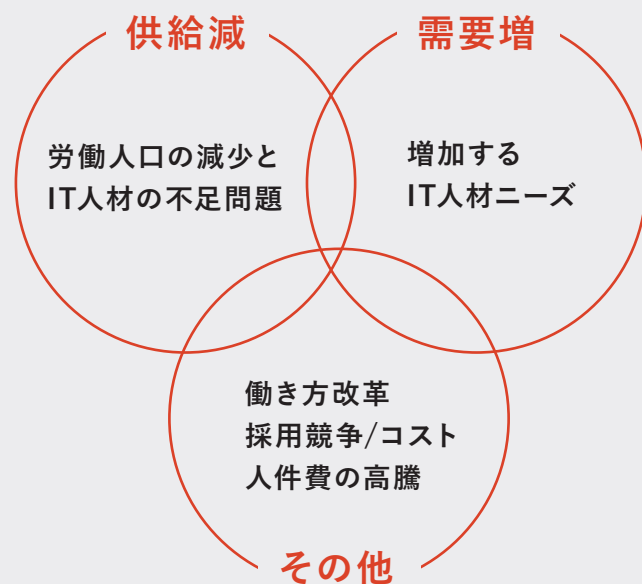 供給減
労働人口の減少と
IT人材の不足問題
需要増
増加する
IT人材ニーズ
働き方改革
採用競争/コスト
人件費の高騰
その他